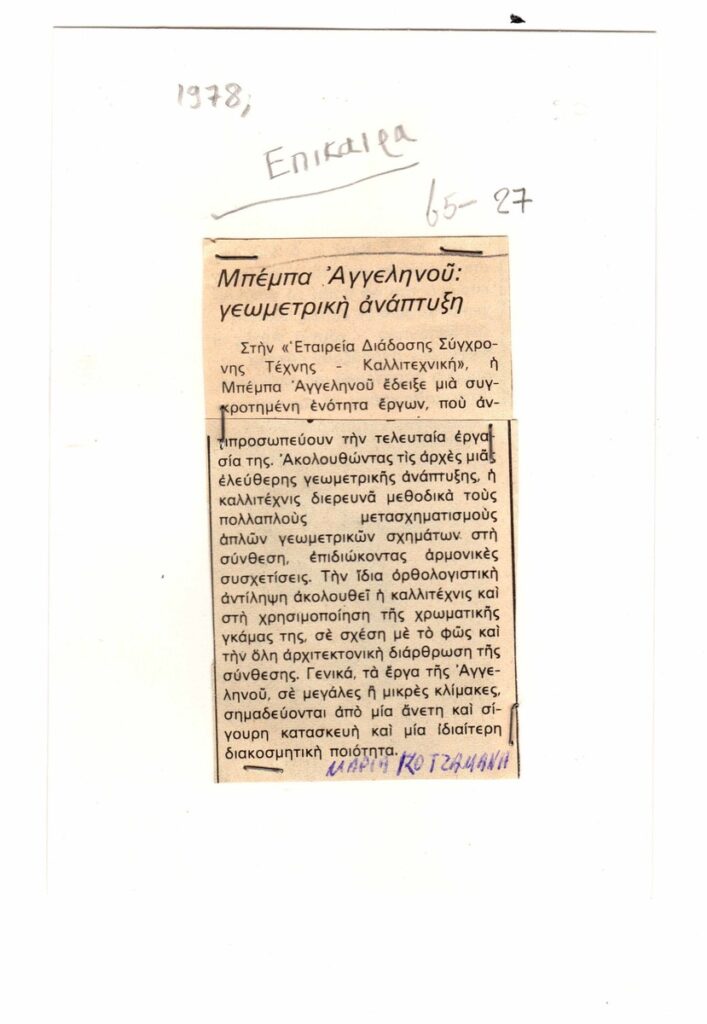 1978,
Επικαιρα
65- 27
Μπέμπα Ἀγγεληνοῦ:
γεωμετρικὴ ἀνάπτυξη
Στὴν «Ἑταιρεία Διάδοσης Σύγχρο-
νης Τέχνης - Καλλιτεχνική», ἡ
Μπέμπα Ἀγγεληνοῦ ἔδειξε μιὰ συγ-
κροτημένη ἑνότητα ἔργων, ποὺ ἀν-
τιπροσωπεύουν τὴν τελευταία ἐργα-
σία της. Ἀκολουθώντας τὶς ἀρχὲς μιᾶς
ἐλεύθερης γεωμετρικῆς ἀνάπτυξης, ἡ
καλλιτέχνις διερευνᾶ μεθοδικὰ τοὺς
πολλαπλοὺς μετασχηματισμοὺς
ἁπλῶν γεωμετρικῶν σχημάτων στὴ
σύνθεση, ἐπιδιώκοντας ἁρμονικὲς
συσχετίσεις. Τὴν ἴδια ὀρθολογιστικὴ
ἀντίληψη ἀκολουθεῖ ἡ καλλιτέχνις καὶ
στὴ χρησιμοποίηση τῆς χρωματικῆς
γκάμας της, σὲ σχέση μὲ τὸ φῶς καὶ
τὴν ὅλη ἀρχιτεκτονικὴ διάρθρωση τῆς
σύνθεσης. Γενικά, τὰ ἔργα τῆς Ἀγγε-
ληνοῦ, σὲ μεγάλες ἢ μικρὲς κλίμακες,
σημαδεύονται ἀπὸ μία ἄνετη καὶ σί-
γουρη κατασκευὴ καὶ μία ἰδιαίτερη
διακοσμητικὴ ποιότητα.
ΜΑΡΙΑ ΚΟΤΖΑΜΑΝΗ